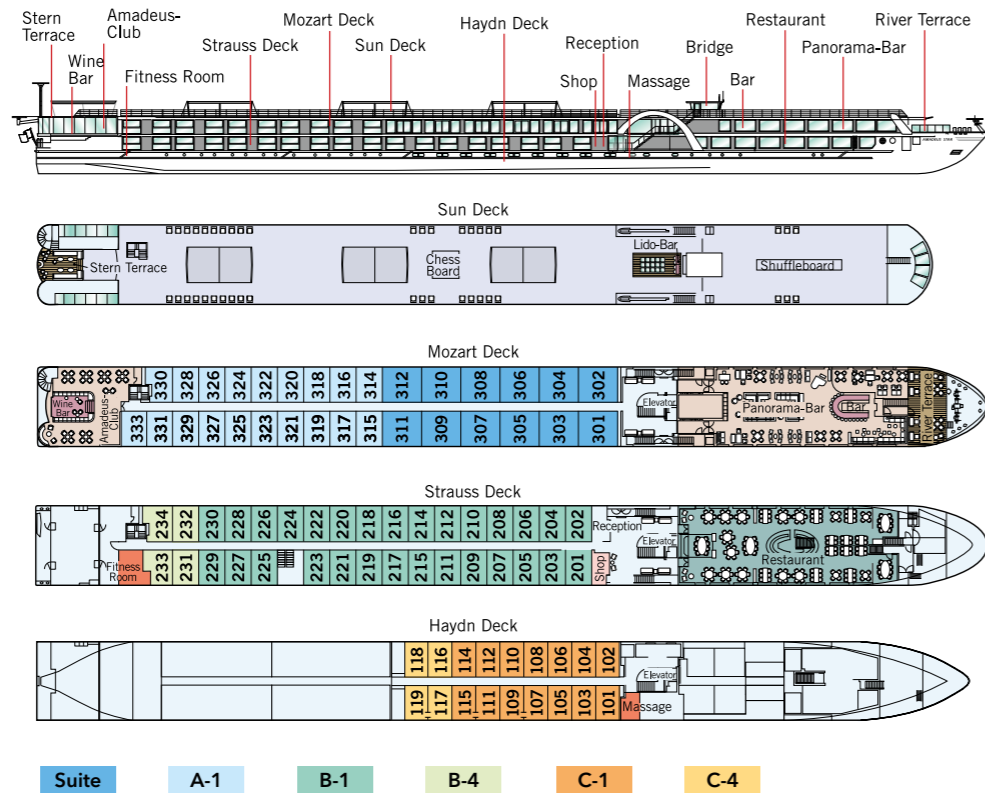 Stern
Terrace
Amadeus-
Club
Wine
Bar
Fitness Room
Strauss Deck
Mozart Deck
Sun Deck
Haydn Deck
Reception
Shop
Massage
Bridge
Bar
Restaurant
Panorama-Bar
River Terrace
Sun Deck
Stern Terrace
Chess
Board
Lido-Bar
Shuffleboard
Mozart Deck
Wine
Bar
Amadeus-
Club
330 328 326 324 322 320 318 316 314 312 310 308 306 304 302
333 331 329 327 325 323 321 319 317 315 311 309 307 305 303 301
Elevator
Panorama-Bar
Bar
River Terrace
Strauss Deck
234 232 230 228 226 224 222 220 218 216 214 212 210 208 206 204 202
Reception
Fitness
Room
233 231 229 227 225 223 221 219 217 215 211 209 207 205 203 201
Shop
Elevator
Restaurant
Haydn Deck
118 116 114 112 110 108 106 104 102
119 117 115 111 109 107 105 103 101
Elevator
Massage
Suite
A-1
B-1
B-4
C-1
C-4